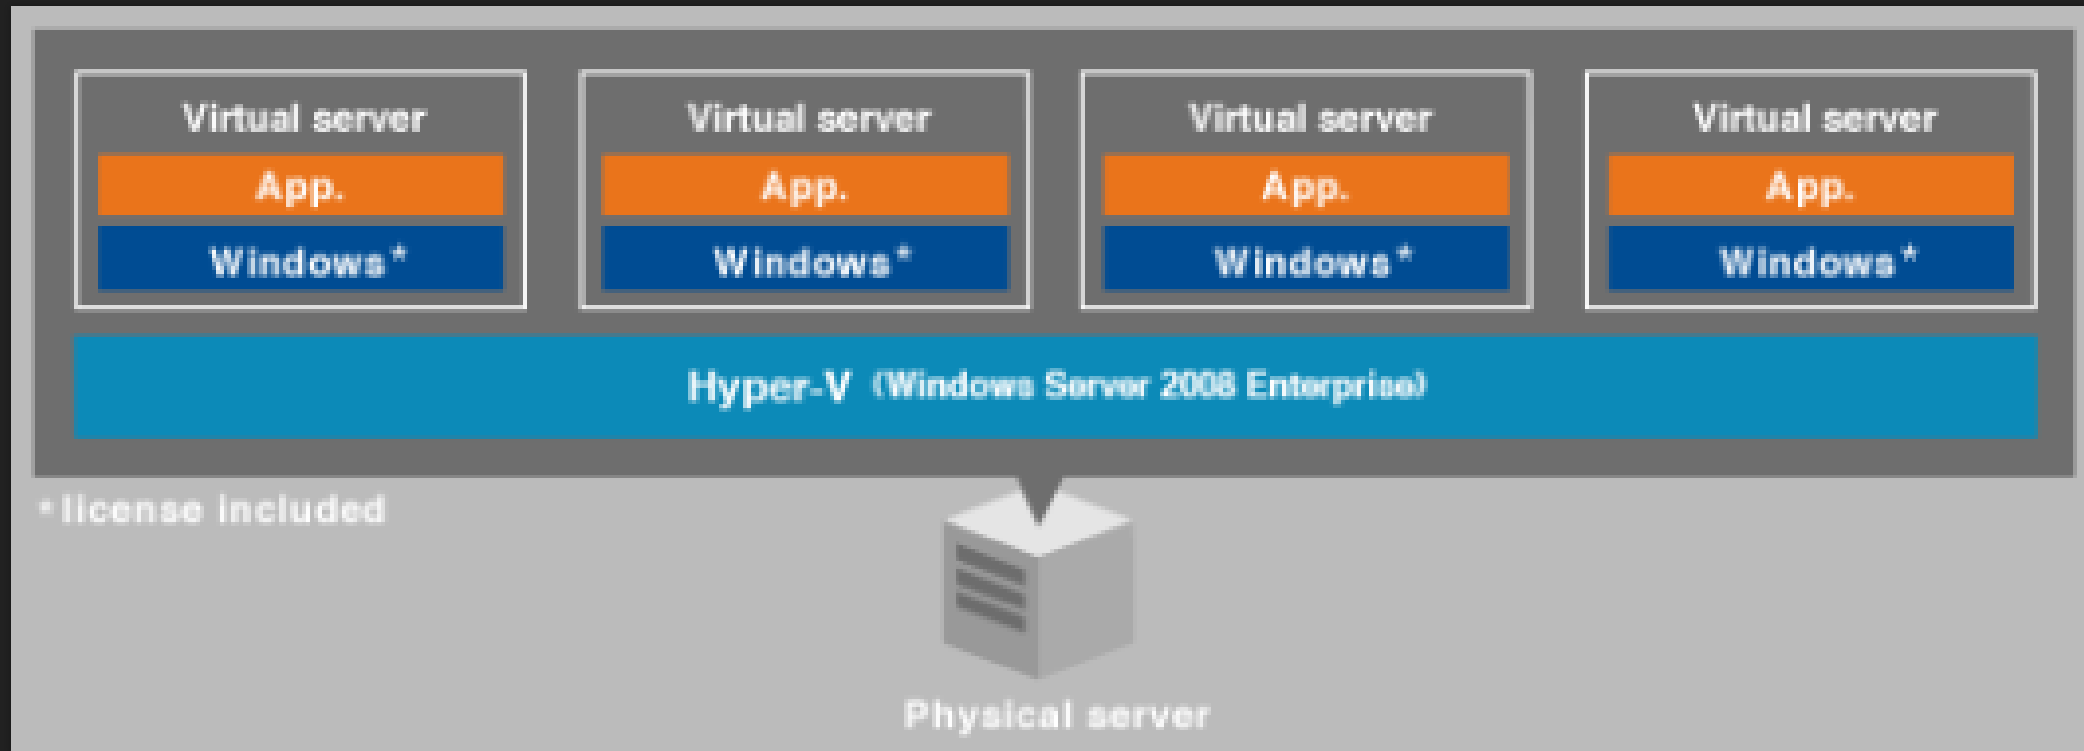 Virtual server Virtual server Virtual server Virtual server
App. App. App. App.
Windows* Windows* Windows* Windows*
Hyper-V (Windows Server 2008 Enterprise)
*license included
Physical server